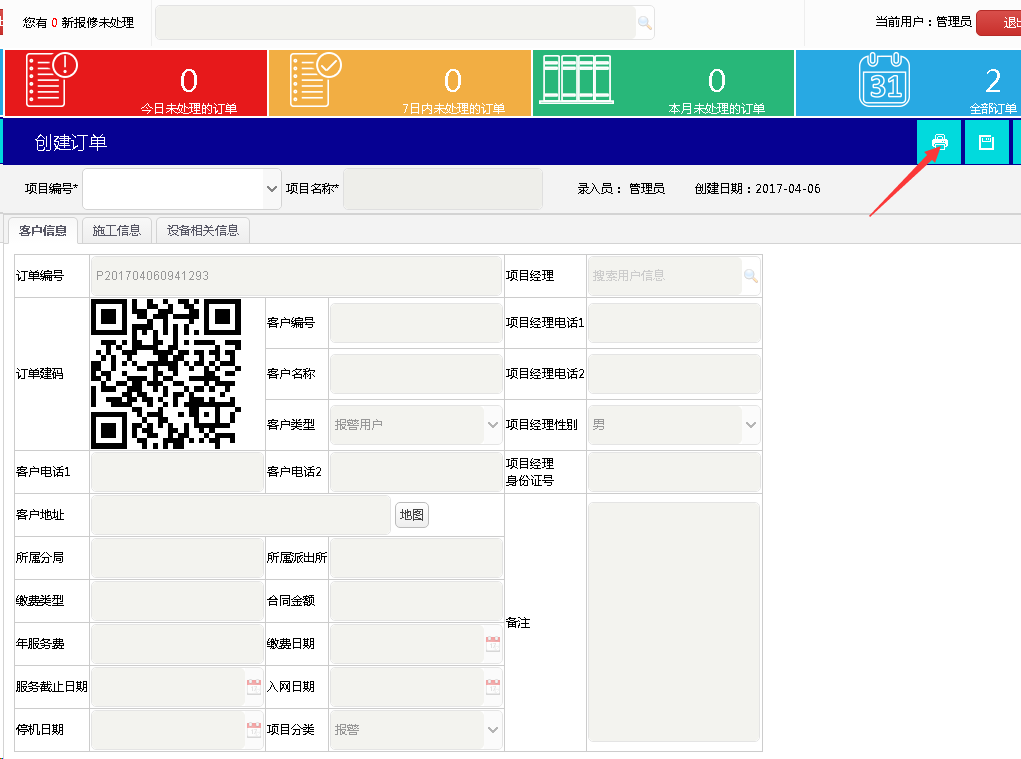 您有 0 新报修未处理
当前用户：管理员
0
今日未处理的订单
0
7日内未处理的订单
0
本月未处理的订单
31
2
全部订单
创建订单
项目编号*
项目名称*
录入员： 管理员
创建日期：2017-04-06
客户信息
施工信息
设备相关信息
订单编号
P201704060941293
项目经理
搜索用户信息
订单建码
客户编号
项目经理电话1
客户名称
项目经理电话2
客户类型
报警用户
项目经理性别
男
客户电话1
客户电话2
项目经理
身份证号
客户地址
地图
备注
所属分局
所属派出所
缴费类型
合同金额
年服务费
缴费日期
服务截止日期
入网日期
停机日期
项目分类
报警